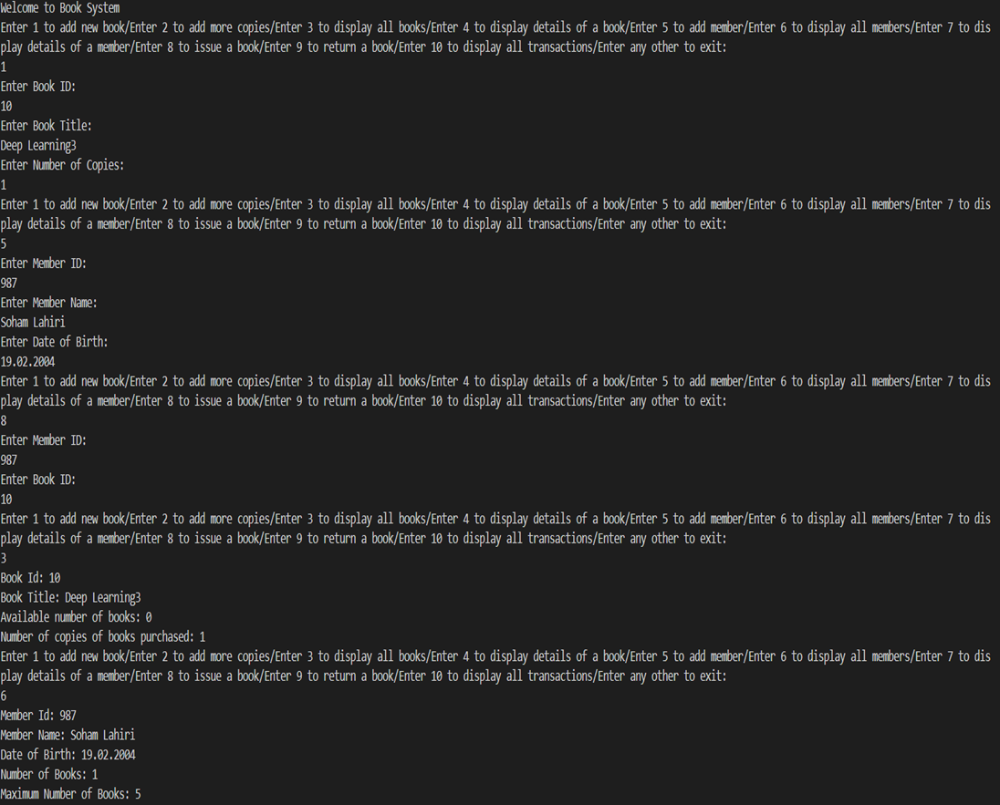 Welcome to Book System
Enter 1 to add new book/Enter 2 to add more copies/Enter 3 to display all books/Enter 4 to display details of a book/Enter 5 to add member/Enter 6 to display all members/Enter 7 to dis
play details of a member/Enter 8 to issue a book/Enter 9 to return a book/Enter 10 to display all transactions/Enter any other to exit:
1
Enter Book ID:
10
Enter Book Title:
Deep Learning3
Enter Number of Copies:
1
Enter 1 to add new book/Enter 2 to add more copies/Enter 3 to display all books/Enter 4 to display details of a book/Enter 5 to add member/Enter 6 to display all members/Enter 7 to dis
play details of a member/Enter 8 to issue a book/Enter 9 to return a book/Enter 10 to display all transactions/Enter any other to exit:
5
Enter Member ID:
987
Enter Member Name:
Soham Lahiri
Enter Date of Birth:
19.02.2004
Enter 1 to add new book/Enter 2 to add more copies/Enter 3 to display all books/Enter 4 to display details of a book/Enter 5 to add member/Enter 6 to display all members/Enter 7 to dis
play details of a member/Enter 8 to issue a book/Enter 9 to return a book/Enter 10 to display all transactions/Enter any other to exit:
8
Enter Member ID:
987
Enter Book ID:
10
Enter 1 to add new book/Enter 2 to add more copies/Enter 3 to display all books/Enter 4 to display details of a book/Enter 5 to add member/Enter 6 to display all members/Enter 7 to dis
play details of a member/Enter 8 to issue a book/Enter 9 to return a book/Enter 10 to display all transactions/Enter any other to exit:
3
Book Id: 10
Book Title: Deep Learning3
Available number of books: 0
Number of copies of books purchased: 1
Enter 1 to add new book/Enter 2 to add more copies/Enter 3 to display all books/Enter 4 to display details of a book/Enter 5 to add member/Enter 6 to display all members/Enter 7 to dis
play details of a member/Enter 8 to issue a book/Enter 9 to return a book/Enter 10 to display all transactions/Enter any other to exit:
6
Member Id: 987
Member Name: Soham Lahiri
Date of Birth: 19.02.2004
Number of Books: 1
Maximum Number of Books: 5